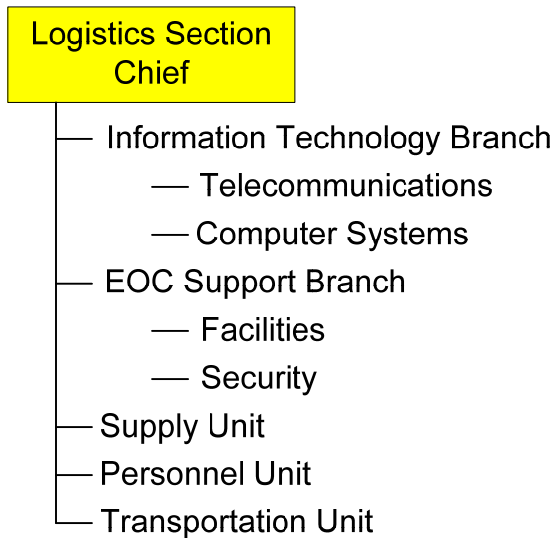 Logistics Section
Chief
Information Technology Branch
Telecommunications
Computer Systems
EOC Support Branch
Facilities
Security
Supply Unit
Personnel Unit
Transportation Unit